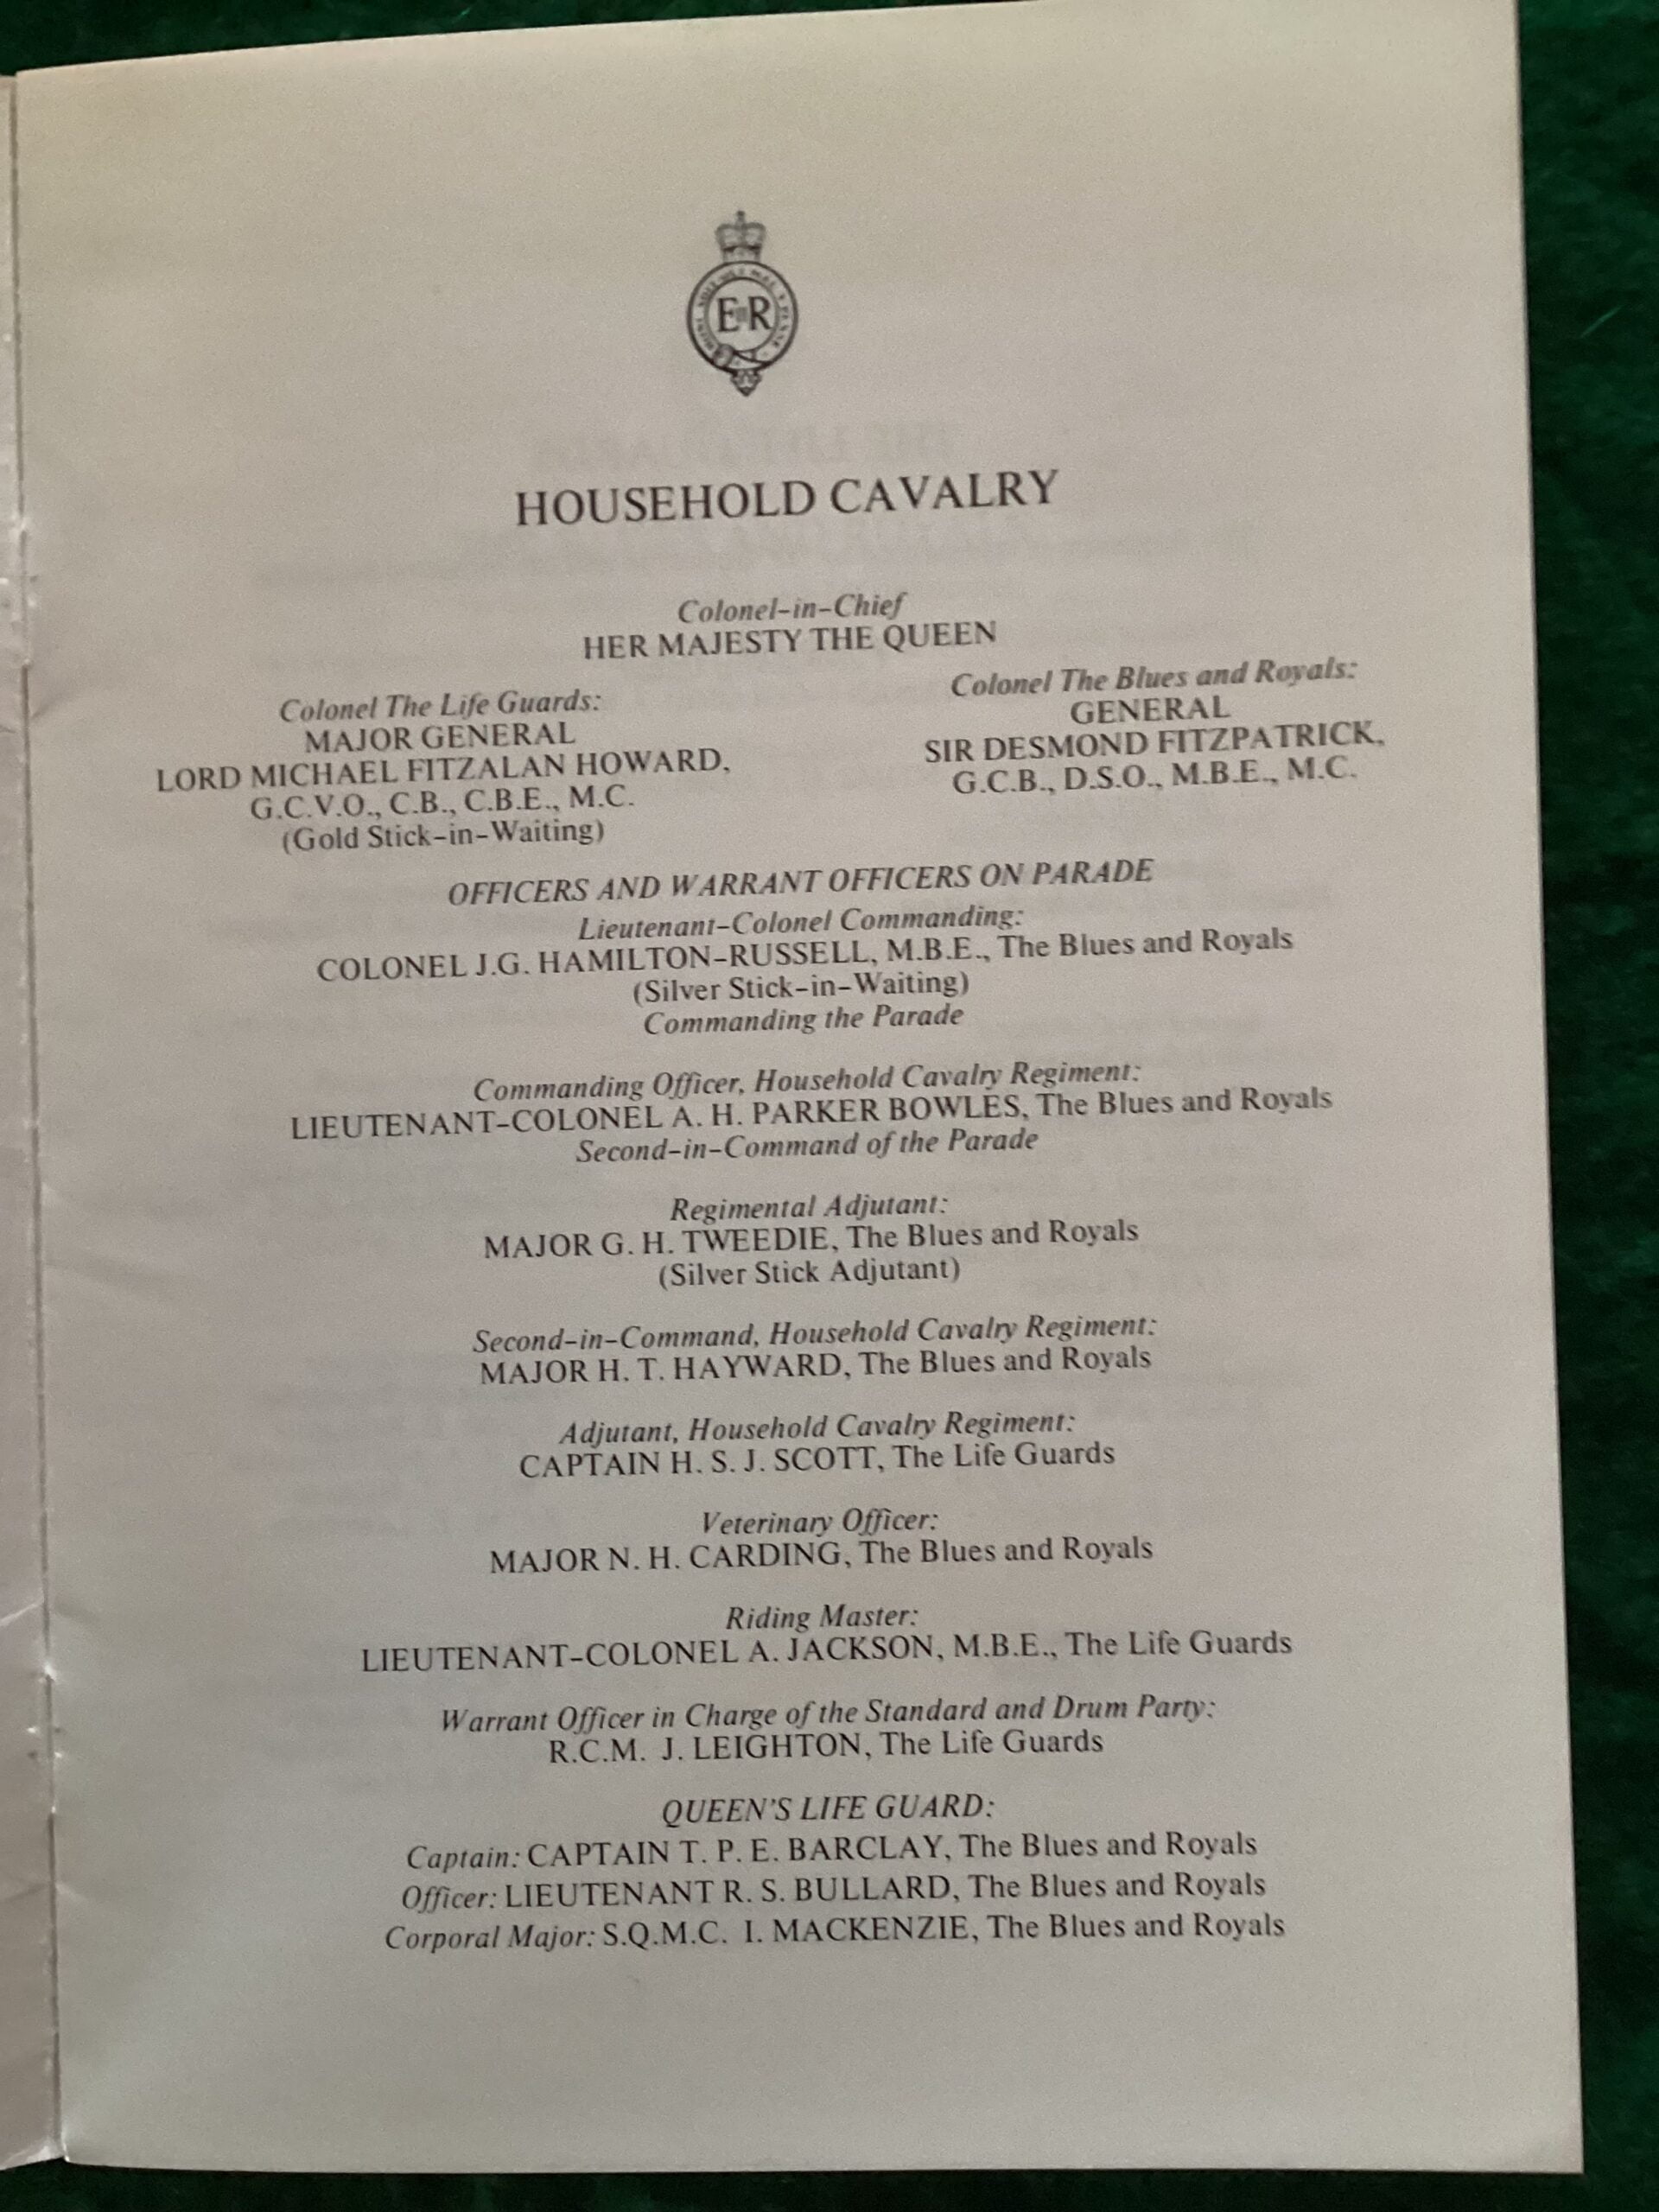 EIIR
HOUSEHOLD CAVALRY
Colonel-in-Chief
HER MAJESTY THE QUEEN
Colonel The Life Guards:
MAJOR GENERAL
LORD MICHAEL FITZALAN HOWARD,
G.C.V.O., C.B., C.B.E., M.C.
(Gold Stick-in-Waiting)
Colonel The Blues and Royals:
GENERAL
SIR DESMOND FITZPATRICK,
G.C.B., D.S.O., M.B.E., M.C.
OFFICERS AND WARRANT OFFICERS ON PARADE
Lieutenant-Colonel Commanding:
COLONEL J.G. HAMILTON-RUSSELL, M.B.E., The Blues and Royals
(Silver Stick-in-Waiting)
Commanding the Parade
Commanding Officer, Household Cavalry Regiment:
LIEUTENANT-COLONEL A. H. PARKER BOWLES, The Blues and Royals
Second-in-Command of the Parade
Regimental Adjutant:
MAJOR G. H. TWEEDIE, The Blues and Royals
(Silver Stick Adjutant)
Second-in-Command, Household Cavalry Regiment:
MAJOR H. T. HAYWARD, The Blues and Royals
Adjutant, Household Cavalry Regiment:
CAPTAIN H. S. J. SCOTT, The Life Guards
Veterinary Officer:
MAJOR N. H. CARDING, The Blues and Royals
Riding Master:
LIEUTENANT-COLONEL A. JACKSON, M.B.E., The Life Guards
Warrant Officer in Charge of the Standard and Drum Party:
R.C.M. J. LEIGHTON, The Life Guards
QUEEN'S LIFE GUARD:
Captain: CAPTAIN T. P. E. BARCLAY, The Blues and Royals
Officer: LIEUTENANT R. S. BULLARD, The Blues and Royals
Corporal Major: S.Q.M.C. I. MACKENZIE, The Blues and Royals